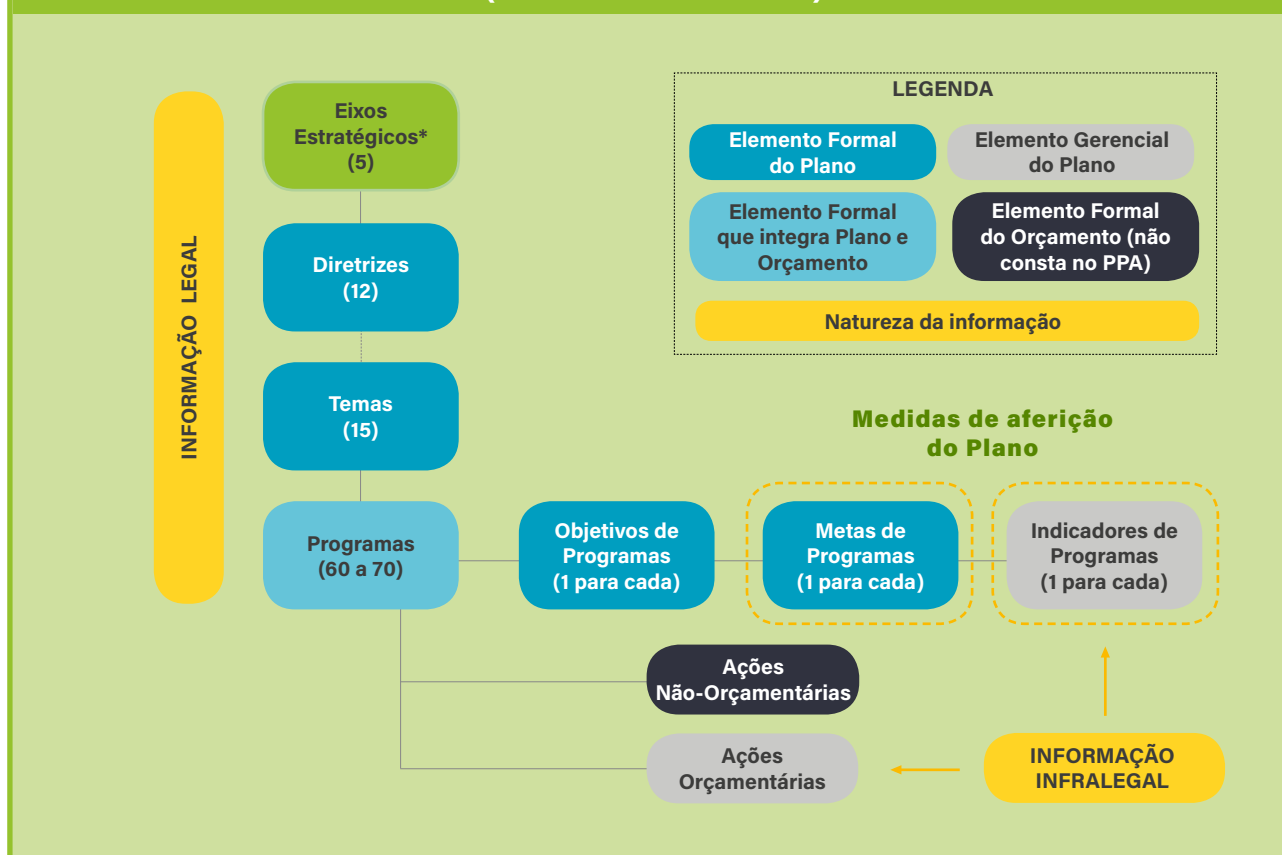 INFORMAÇÃO LEGAL
Eixos
Estratégicos*
(5)
Diretrizes
(12)
Temas
(15)
Programas
(60 a 70)
LEGENDA
Elemento Formal
do Plano
Elemento Gerencial
do Plano
Elemento Formal
que integra Plano e
Orçamento
Elemento Formal
do Orçamento (não
consta no PPA)
Natureza da informação
Medidas de aferição
do Plano
Objetivos de
Programas
(1 para cada)
Metas de
Programas
(1 para cada)
Indicadores de
Programas
(1 para cada)
Ações
Não-Orçamentárias
Ações
Orçamentárias
INFORMAÇÃO
INFRALEGAL